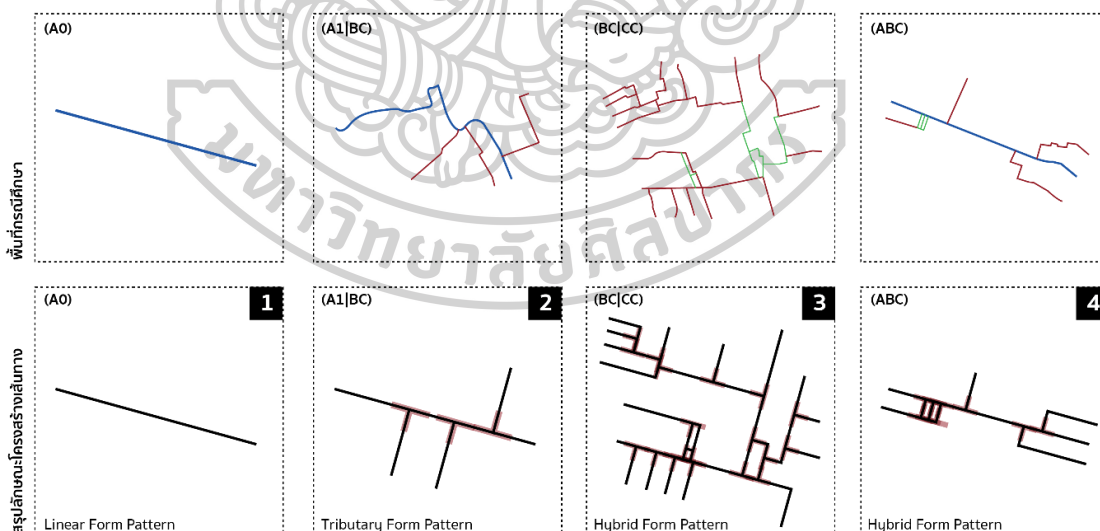 (A0)
(A1|BC)
(BC|CC)
(ABC)
พื้นที่กรณีศึกษา
มหาวิทยาลัยศิลปากร
(A0)
1
(A1|BC)
2
(BC|CC)
3
(ABC)
4
สรุปลักษณะโครงสร้างเส้นทาง
Linear Form Pattern
Tributary Form Pattern
Hybrid Form Pattern
Hybrid Form Pattern